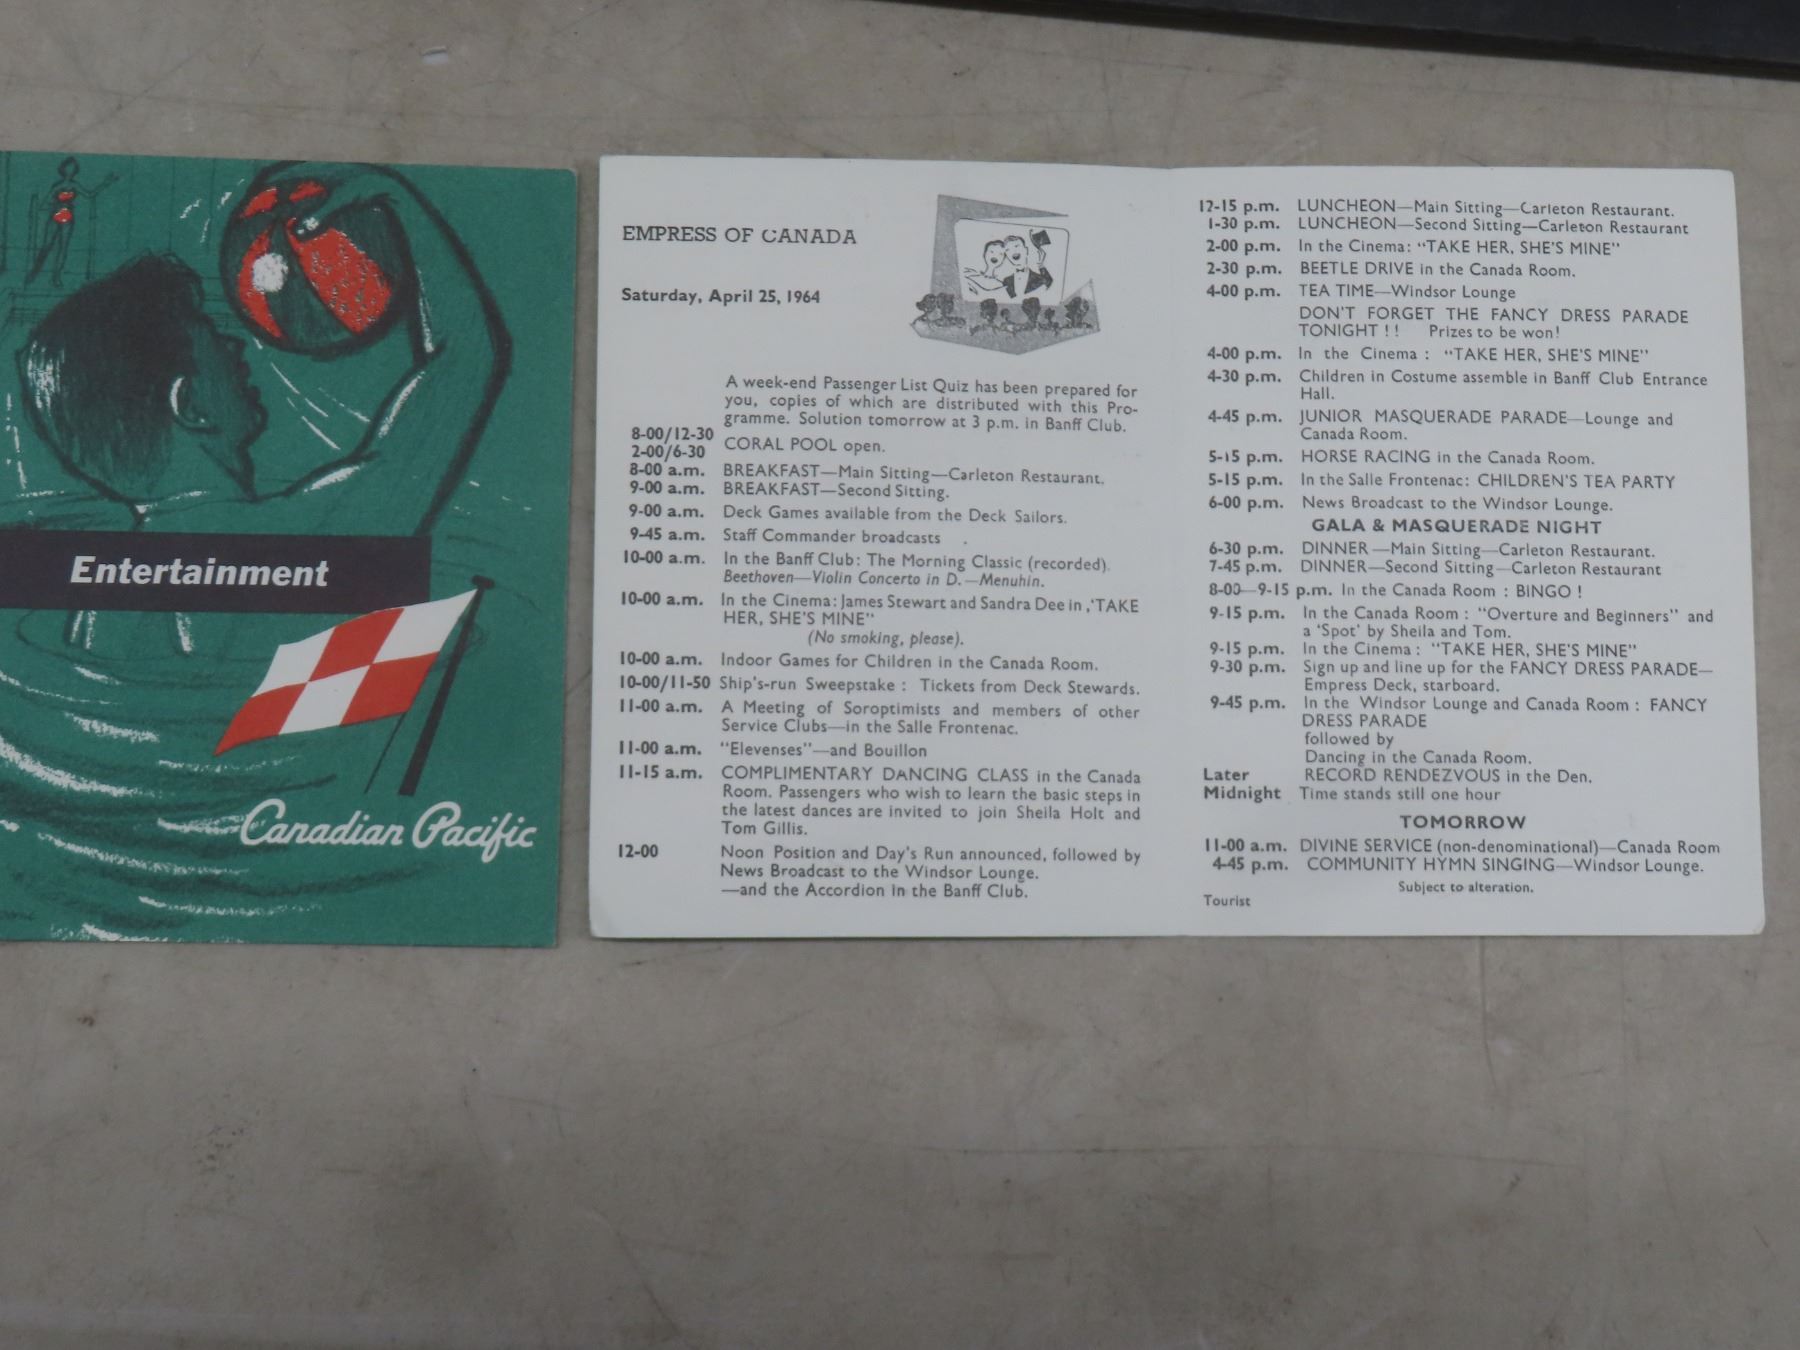 Entertainment
Canadian Pacific
EMPRESS OF CANADA
Saturday, April 25, 1964
A week-end Passenger List Quiz has been prepared for
you, copies of which are distributed with this Pro-
gramme. Solution tomorrow at 3 p.m. in Banff Club.
8-00/12-30
2-00/6-30 CORAL POOL open.
8-00 a.m. BREAKFAST—Main Sitting—Carleton Restaurant.
9-00 a.m. BREAKFAST—Second Sitting.
9-00 a.m. Deck Games available from the Deck Sailors.
9-45 a.m. Staff Commander broadcasts .
10-00 a.m. In the Banff Club: The Morning Classic (recorded).
Beethoven—Violin Concerto in D.—Menuhin.
10-00 a.m. In the Cinema: James Stewart and Sandra Dee in ,'TAKE
HER, SHE'S MINE"
(No smoking, please).
10-00 a.m. Indoor Games for Children in the Canada Room.
10-00/11-50 Ship's-run Sweepstake : Tickets from Deck Stewards.
11-00 a.m. A Meeting of Soroptimists and members of other
Service Clubs—in the Salle Frontenac.
11-00 a.m. "Elevenses"—and Bouillon
11-15 a.m. COMPLIMENTARY DANCING CLASS in the Canada
Room. Passengers who wish to learn the basic steps in
the latest dances are invited to join Sheila Holt and
Tom Gillis.
12-00 Noon Position and Day's Run announced, followed by
News Broadcast to the Windsor Lounge.
—and the Accordion in the Banff Club.
12-15 p.m. LUNCHEON—Main Sitting—Carleton Restaurant.
1-30 p.m. LUNCHEON—Second Sitting—Carleton Restaurant
2-00 p.m. In the Cinema: "TAKE HER, SHE'S MINE"
2-30 p.m. BEETLE DRIVE in the Canada Room.
4-00 p.m. TEA TIME—Windsor Lounge
DON'T FORGET THE FANCY DRESS PARADE
TONIGHT ! ! Prizes to be won!
4-00 p.m. In the Cinema : "TAKE HER, SHE'S MINE"
4-30 p.m. Children in Costume assemble in Banff Club Entrance
Hall.
4-45 p.m. JUNIOR MASQUERADE PARADE—Lounge and
Canada Room.
5-15 p.m. HORSE RACING in the Canada Room.
5-15 p.m. In the Salle Frontenac: CHILDREN'S TEA PARTY
6-00 p.m. News Broadcast to the Windsor Lounge.
GALA & MASQUERADE NIGHT
6-30 p.m. DINNER—Main Sitting—Carleton Restaurant.
7-45 p.m. DINNER—Second Sitting—Carleton Restaurant
8-00—9-15 p.m. In the Canada Room : BINGO !
9-15 p.m. In the Canada Room : "Overture and Beginners" and
a 'Spot' by Sheila and Tom.
9-15 p.m. In the Cinema : "TAKE HER, SHE'S MINE"
9-30 p.m. Sign up and line up for the FANCY DRESS PARADE—
Empress Deck, starboard.
9-45 p.m. In the Windsor Lounge and Canada Room : FANCY
DRESS PARADE
followed by
Dancing in the Canada Room.
Later RECORD RENDEZVOUS in the Den.
Midnight Time stands still one hour
TOMORROW
11-00 a.m. DIVINE SERVICE (non-denominational)—Canada Room
4-45 p.m. COMMUNITY HYMN SINGING—Windsor Lounge.
Subject to alteration.
Tourist